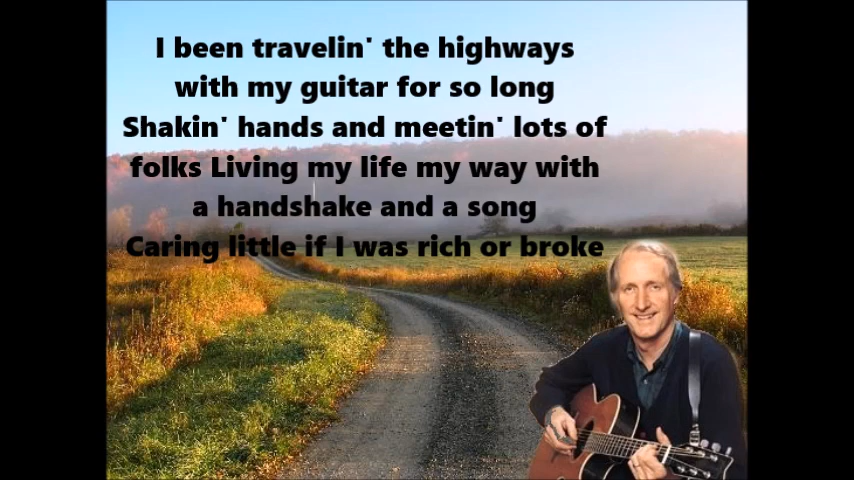 I been travelin' the highways
with my guitar for so long
Shakin' hands and meetin' lots of
folks Living my life my way with
a handshake and a song
Caring little if I was rich or broke